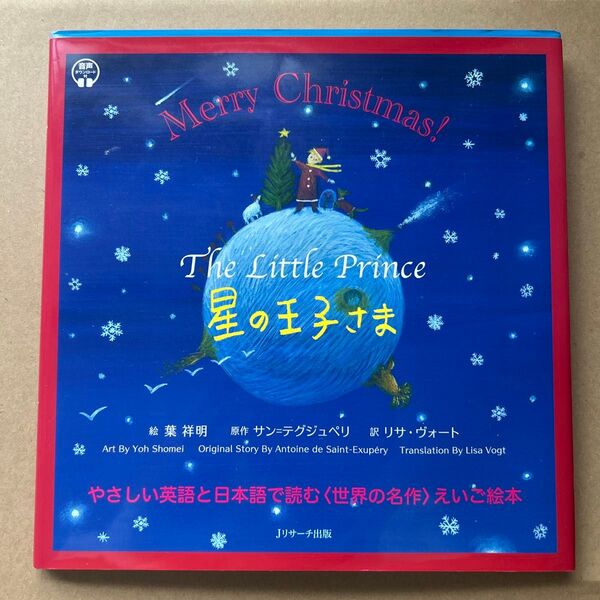 音声
ダウンロード
付
Merry Christmas!
The Little Prince
星の王子さま
絵 葉 祥明 原作 サン=テグジュペリ 訳 リサ・ヴォート
Art By Yoh Shomei Original Story By Antoine de Saint-Exupéry Translation By Lisa Vogt
やさしい英語と日本語で読む〈世界の名作〉えいご絵本
Jリサーチ出版